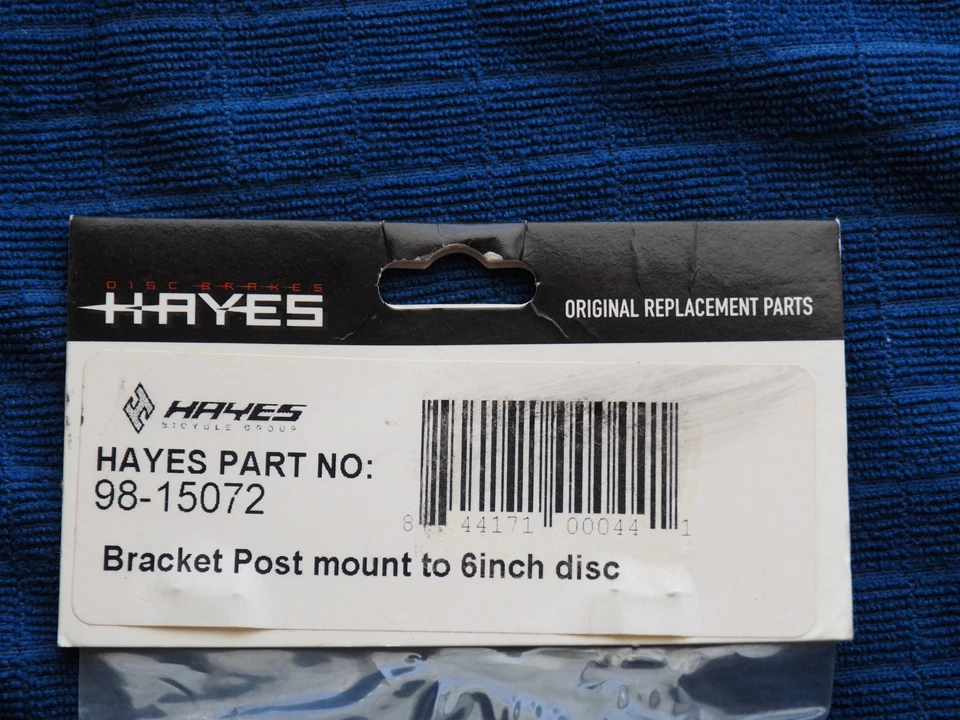 DISC BRAKES
HAYES
ORIGINAL REPLACEMENT PARTS
HAYES
BICYCLE GROUP
HAYES PART NO:
98-15072
8 44171 00044 1
Bracket Post mount to 6inch disc